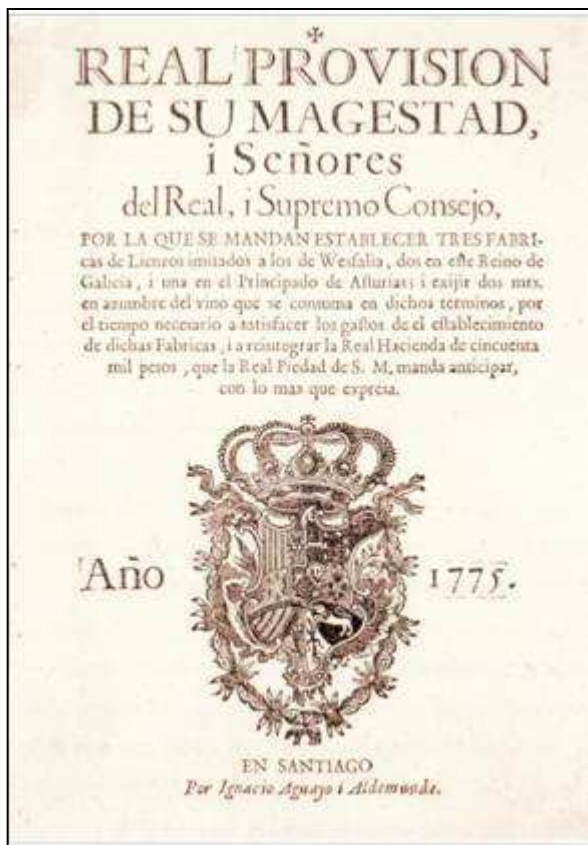 REAL PROVISION
DE SU MAGESTAD,
i Señores
del Real, i Supremo Consejo,
POR LA QUE SE MANDAN ESTABLECER TRES FABRI-
cas de Lienzos imitados a los de Wesfalia, dos en este Reino de
Galicia, i una en el Principado de Asturias; i exijir dos mrs.
en azumbre del vino que se consuma en dichos terminos, por
el tiempo necesario a satisfacer los gastos de el establecimiento
de dichas Fabricas, i a reintegrar la Real Hacienda de cincuenta
mil pesos, que la Real Piedad de S. M. manda anticipar,
con lo mas que expresa.
Año 1775.
EN SANTIAGO
Por Ignacio Aguayo i Aldemunde.